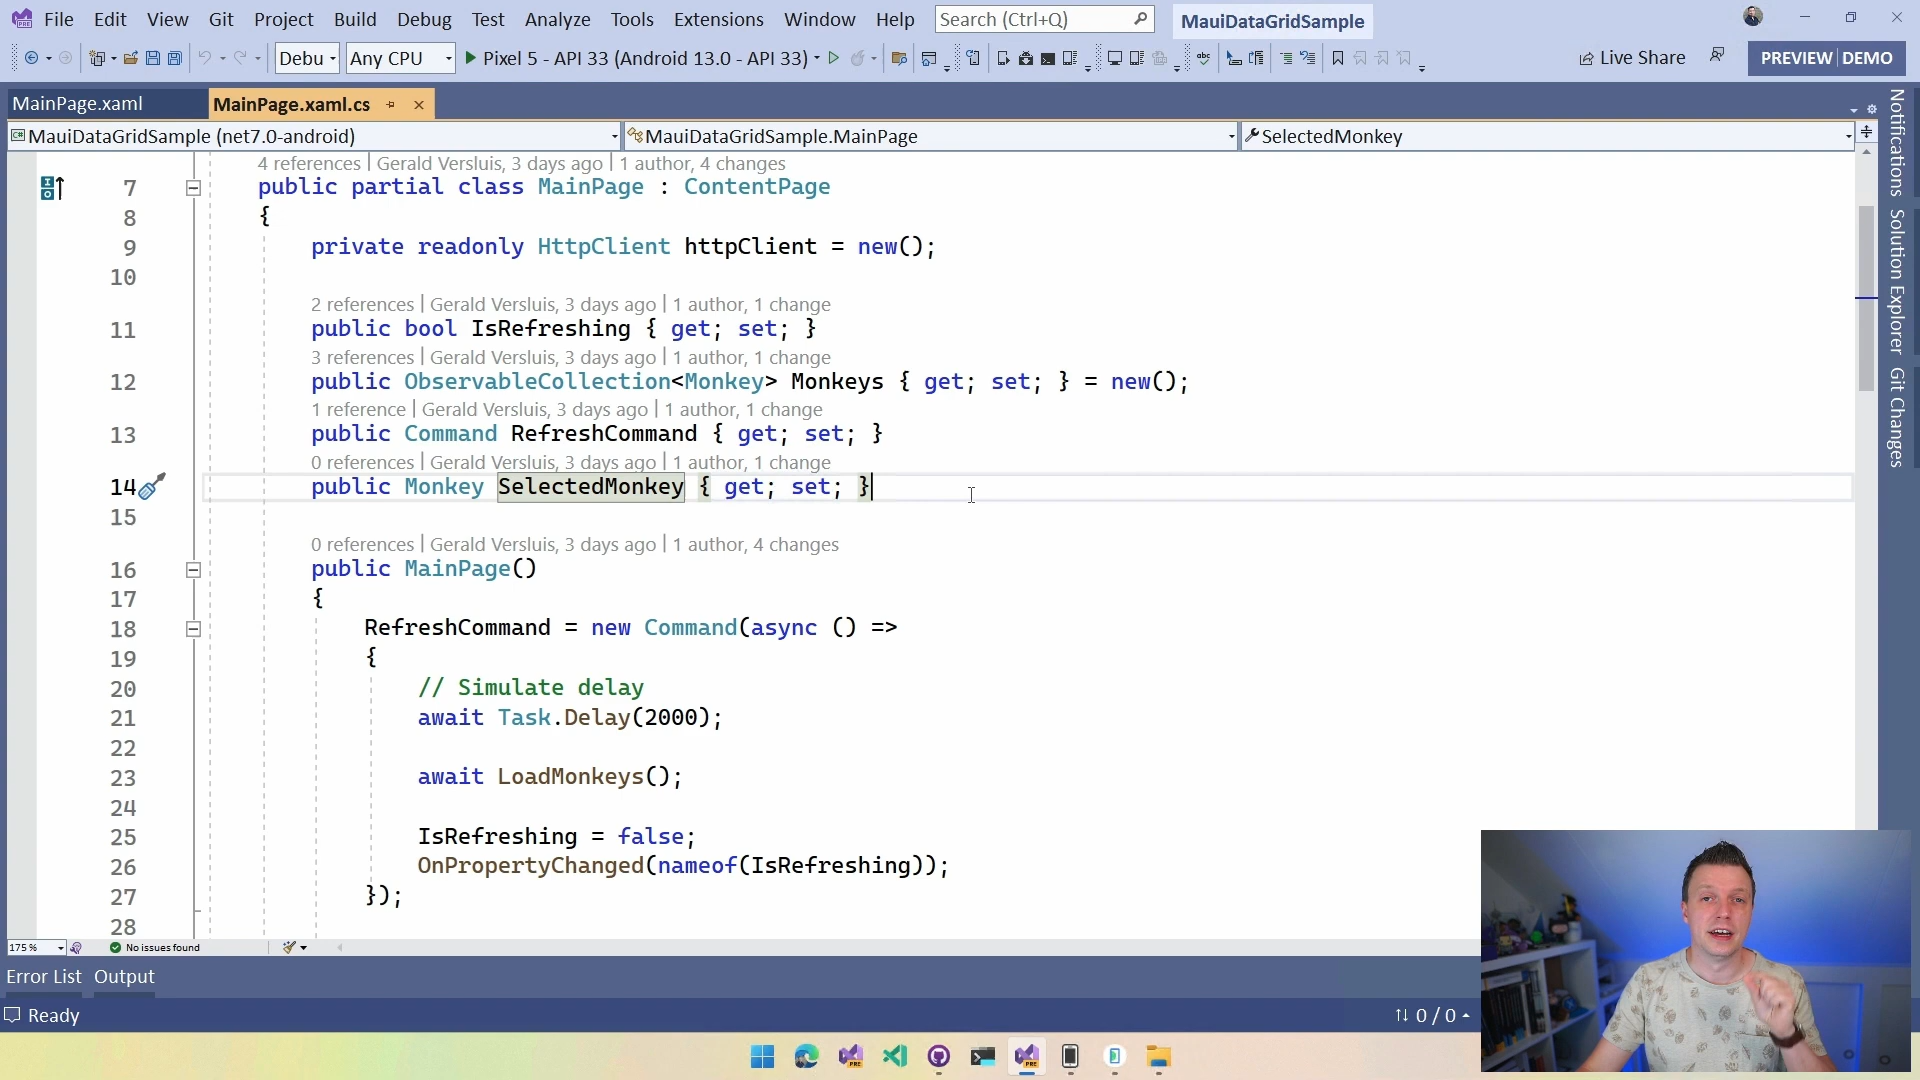 File Edit View Git Project Build Debug Test Analyze Tools Extensions Window Help Search (Ctrl+Q) MauiDataGridSample
Debu Any CPU Pixel 5 - API 33 (Android 13.0 - API 33) Live Share PREVIEW DEMO
MainPage.xaml MainPage.xaml.cs
MauiDataGridSample (net7.0-android) MauiDataGridSample.MainPage SelectedMonkey
4 references | Gerald Versluis, 3 days ago | 1 author, 4 changes
7 public partial class MainPage : ContentPage
8 {
9 private readonly HttpClient httpClient = new();
10
2 references | Gerald Versluis, 3 days ago | 1 author, 1 change
11 public bool IsRefreshing { get; set; }
3 references | Gerald Versluis, 3 days ago | 1 author, 1 change
12 public ObservableCollection<Monkey> Monkeys { get; set; } = new();
1 reference | Gerald Versluis, 3 days ago | 1 author, 1 change
13 public Command RefreshCommand { get; set; }
0 references | Gerald Versluis, 3 days ago | 1 author, 1 change
14 public Monkey SelectedMonkey { get; set; }
15
0 references | Gerald Versluis, 3 days ago | 1 author, 4 changes
16 public MainPage()
17 {
18 RefreshCommand = new Command(async () =>
19 {
20 // Simulate delay
21 await Task.Delay(2000);
22
23 await LoadMonkeys();
24
25 IsRefreshing = false;
26 OnPropertyChanged(nameof(IsRefreshing));
27 });
28
175 % No issues found
Error List Output
Ready 0 / 0
Notifications
Solution Explorer
Git Changes